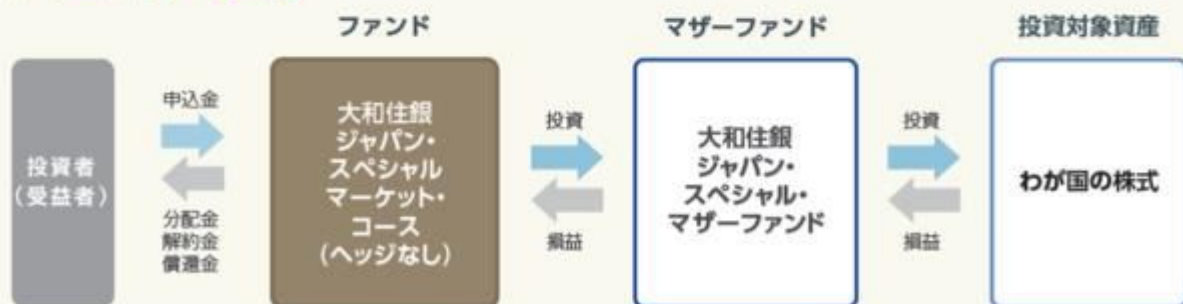 ファンド
マザーファンド
投資対象資産
投資者
(受益者)
申込金
分配金
解約金
償還金
大和住銀
ジャパン・
スペシャル
マーケット・
コース
(ヘッジなし)
投資
損益
大和住銀
ジャパン・
スペシャル・
マザーファンド
投資
損益
わが国の株式